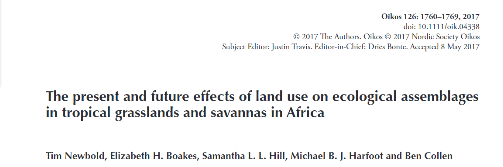 Oikos 126: 1760–1769, 2017
doi: 10.1111/oik.04338
© 2017 The Authors. Oikos © 2017 Nordic Society Oikos
Subject Editor: Justin Travis. Editor-in-Chief: Dries Bonte. Accepted 8 May 2017
The present and future effects of land use on ecological assemblages
in tropical grasslands and savannas in Africa
Tim Newbold, Elizabeth H. Boakes, Samantha L. L. Hill, Michael B. J. Harfoot and Ben Collen